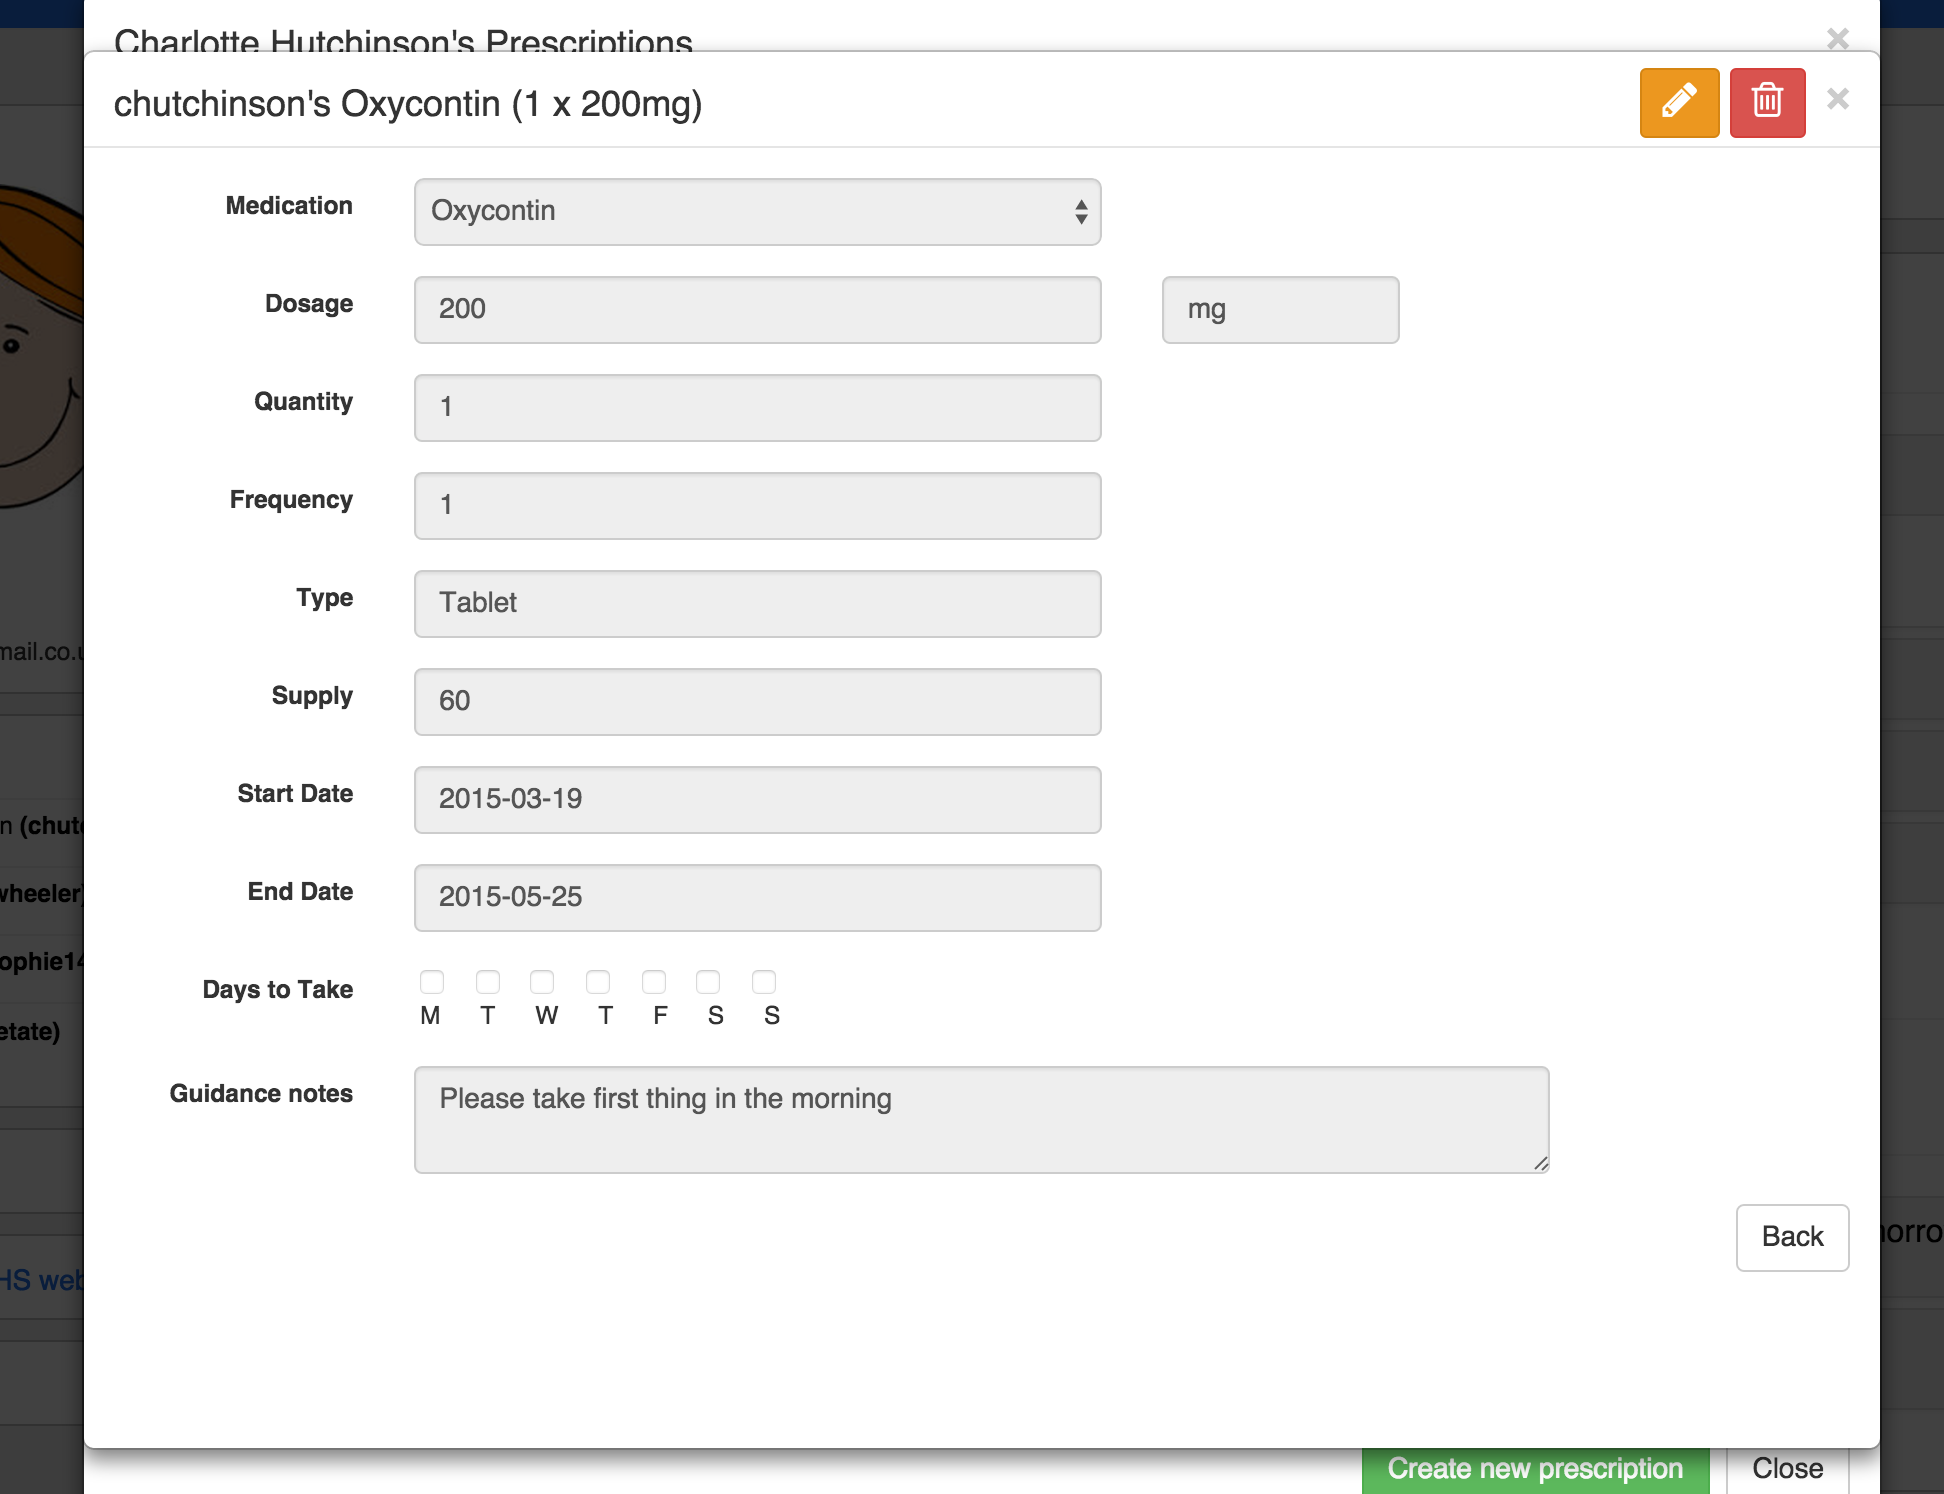 Charlotte Hutchinson's Prescriptions
×
chutchinson's Oxycontin (1 x 200mg)
×
Medication
Oxycontin
Dosage
200
mg
Quantity
1
Frequency
1
Type
Tablet
mail.co.u
Supply
60
Start Date
2015-03-19
n (chut
End Date
2015-05-25
wheeler)
ophie14
Days to Take
M T W T F S S
etate)
Guidance notes
Please take first thing in the morning
Back
orro
HS web
Create new prescription
Close